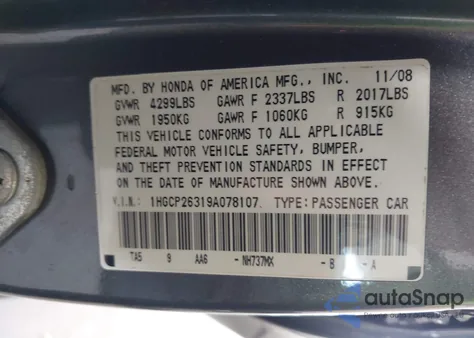 MFD. BY HONDA OF AMERICA MFG., INC. 11/08
GVWR 4299LBS GAWR F 2337LBS R 2017LBS
GVWR 1950KG GAWR F 1060KG R 915KG
THIS VEHICLE CONFORMS TO ALL APPLICABLE
FEDERAL MOTOR VEHICLE SAFETY, BUMPER,
AND THEFT PREVENTION STANDARDS IN EFFECT
ON THE DATE OF MANUFACTURE SHOWN ABOVE.
V.I.N.: 1HGCP26319A078107 TYPE: PASSENGER CAR
TA5 9 AA6 -NH737MX -B -A
autoSnap